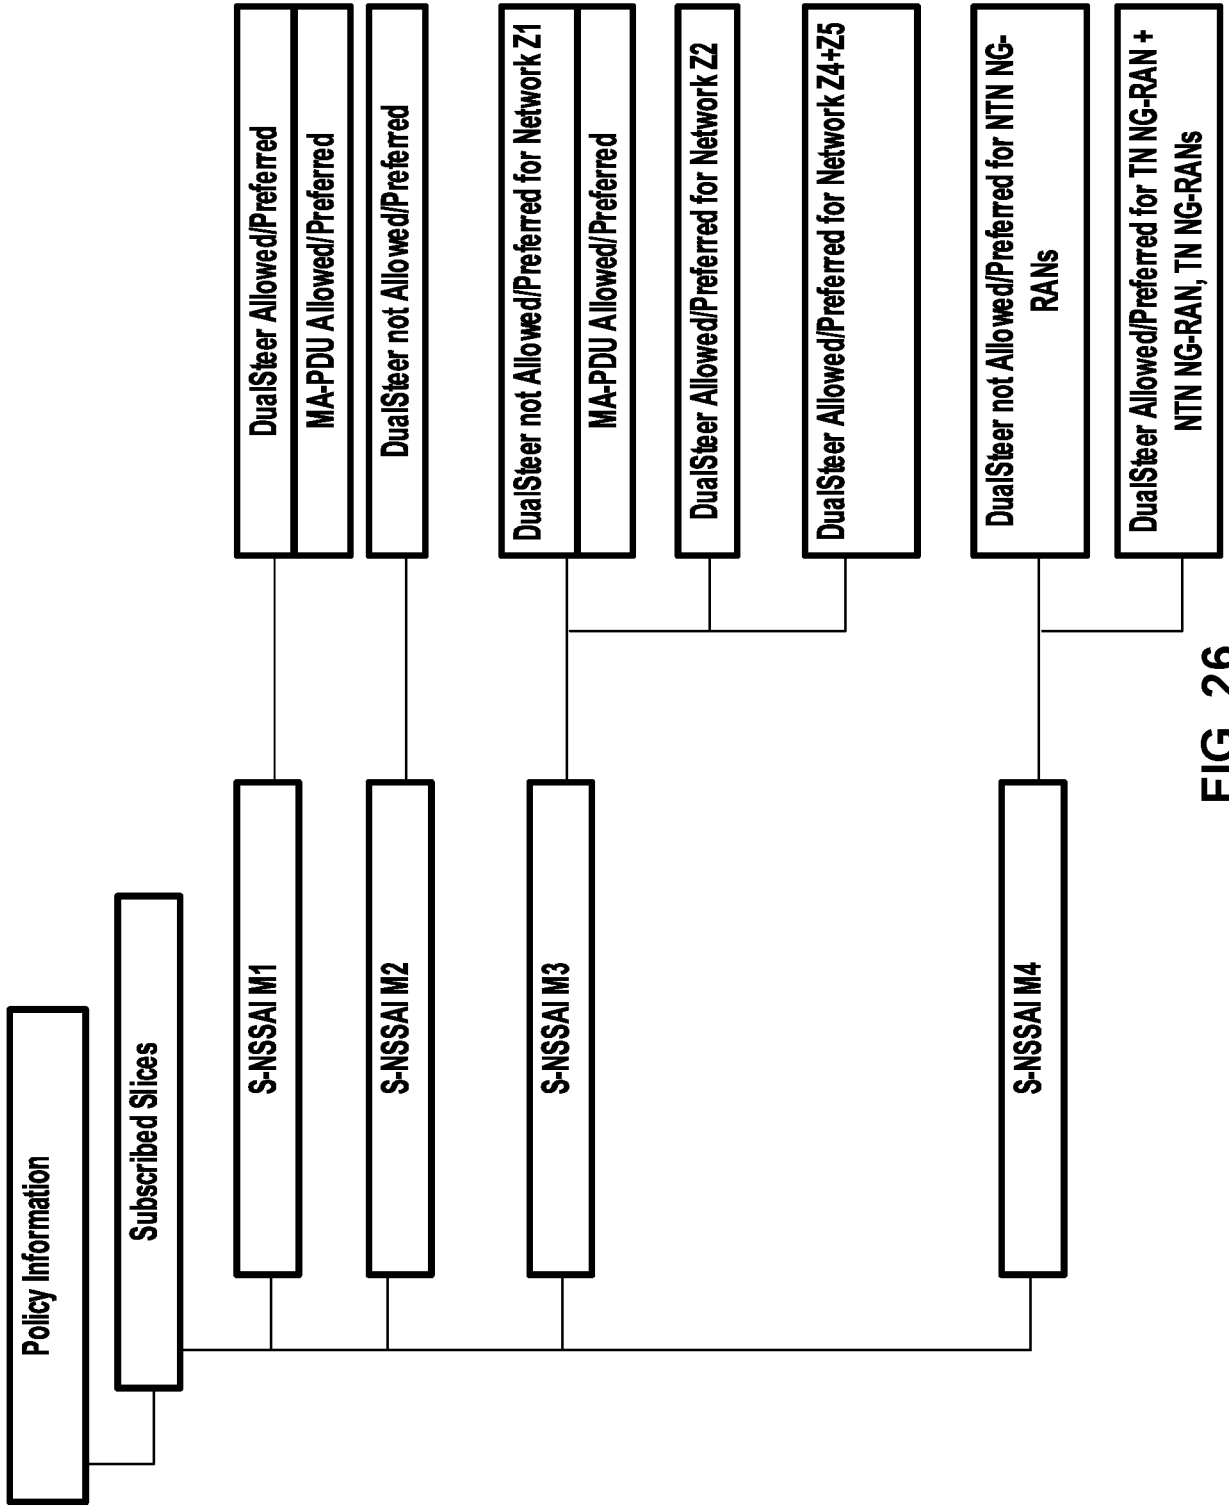 Policy Information
Subscribed Slices
S-NSSAI M1
DualSteer Allowed/Preferred
MA-PDU Allowed/Preferred
S-NSSAI M2
DualSteer not Allowed/Preferred
S-NSSAI M3
DualSteer not Allowed/Preferred for Network Z1
MA-PDU Allowed/Preferred
DualSteer Allowed/Preferred for Network Z2
DualSteer Allowed/Preferred for Network Z4+Z5
S-NSSAI M4
DualSteer not Allowed/Preferred for NTN NG-
RANs
DualSteer Allowed/Preferred for TN NG-RAN +
NTN NG-RAN, TN NG-RANs
FIG 26